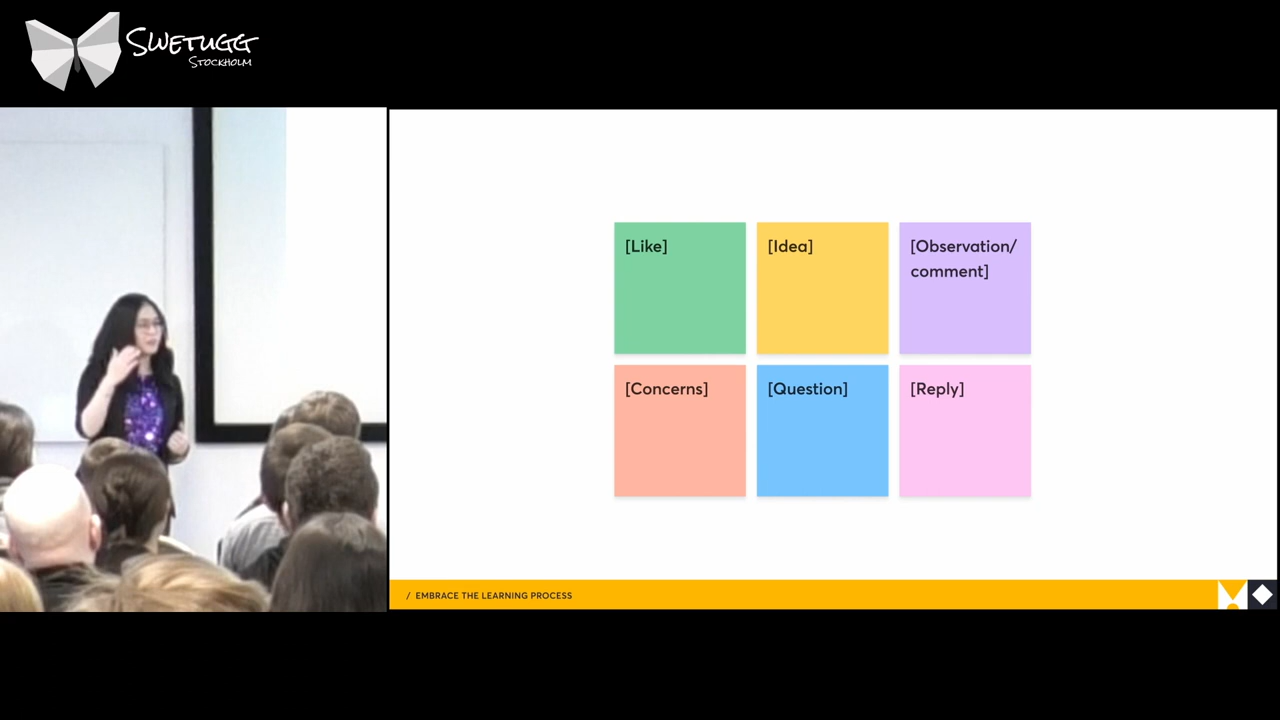 Swetugg
Stockholm
[Like]
[Idea]
[Observation/
comment]
[Concerns]
[Question]
[Reply]
/ EMBRACE THE LEARNING PROCESS